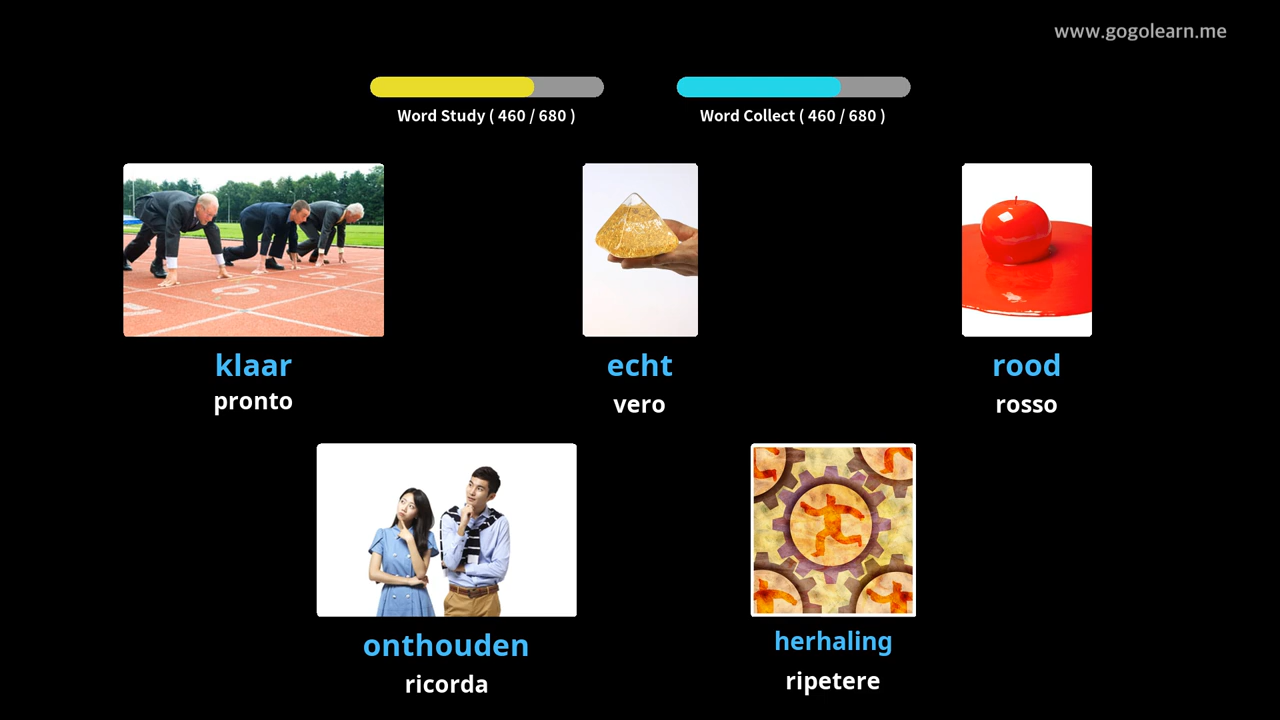 www.gogolearn.me
Word Study ( 460 / 680 )
Word Collect ( 460 / 680 )
klaar
pronto
echt
vero
rood
rosso
onthouden
ricorda
herhaling
ripetere